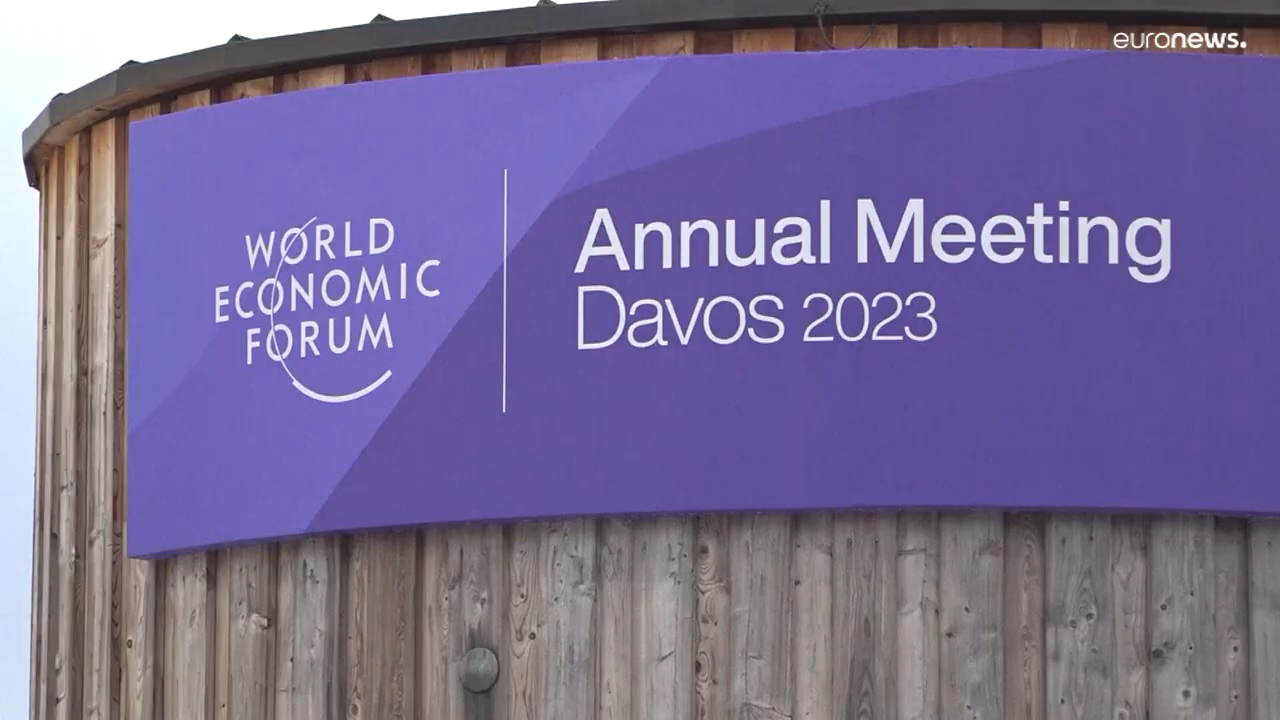 euronews.
WORLD
ECONOMIC
FORUM
Annual Meeting
Davos 2023